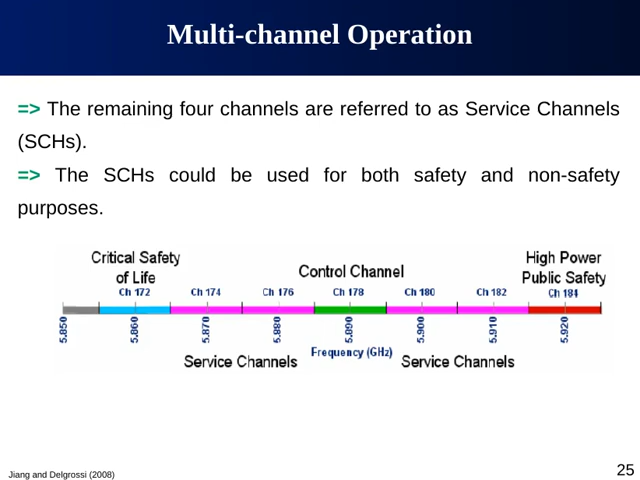 Multi-channel Operation
=> The remaining four channels are referred to as Service Channels
(SCHs).
=> The SCHs could be used for both safety and non-safety
purposes.
Critical Safety
of Life
Control Channel
High Power
Public Safety
Ch 172 Ch 174 Ch 176 Ch 178 Ch 180 Ch 182 Ch 184
5.850 5.860 5.870 5.880 5.890 5.900 5.910 5.920
Frequency (GHz)
Service Channels Service Channels
Jiang and Delgrossi (2008)
25